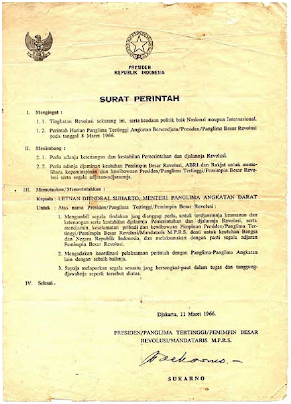 PRESIDEN
REPUBLIK INDONESIA
SURAT PERINTAH
I. Mengingat :
1.1. Tingkatan Revolusi sekarang ini, serta keadaan politik baik Nasional maupun Internasional.
1.2. Perintah Harian Panglima Tertinggi Angkatan Bersendjata/Presiden/Panglima Besar Revolusi
pada tanggal 8 Maret 1966.
II. Menimbang :
2.1. Perlu adanja ketenangan dan kestabilan Pemerintahan dan djalannja Revolusi.
2.2. Perlu adanja djaminan keutuhan Pemimpin Besar Revolusi, ABRI dan Rakjat untuk meme-
lihara kepemimpinan dan kewibawaan Presiden/Panglima Tertinggi/Pemimpin Besar Revo-
lusi serta segala adjaran-adjarannja.
III. Memutuskan/Memerintahkan :
Kepada : LETNAN DJENDERAL SUHARTO, MENTERI PANGLIMA ANGKATAN DARAT
Untuk : Atas nama Presiden/Panglima Tertinggi/Pemimpin Besar Revolusi :
1. Mengambil segala tindakan jang dianggap perlu, untuk terdjaminnja keamanan dan
ketenangan serta kestabilan djalannja Pemerintahan dan djalannja Revolusi, serta
mendjamin keselamatan pribadi dan kewibawaan Pimpinan Presiden/Panglima Ter-
tinggi/Pemimpin Besar Revolusi/Mandataris M.P.R.S. demi untuk keutuhan Bangsa
dan Negara Republik Indonesia, dan melaksanakan dengan pasti segala adjaran
Pemimpin Besar Revolusi.
2. Mengadakan koordinasi pelaksanaan perintah dengan Panglima-Panglima Angkatan
lain dengan sebaik-baiknja.
3. Supaja melaporkan segala sesuatu jang bersangkut-paut dalam tugas dan tanggung-
djawabnja seperti tersebut diatas.
IV. Selesai.
Djakarta, 11 Maret 1966.
PRESIDEN/PANGLIMA TERTINGGI/PEMIMPIN BESAR
REVOLUSI/MANDATARIS M.P.R.S.
SUKARNO